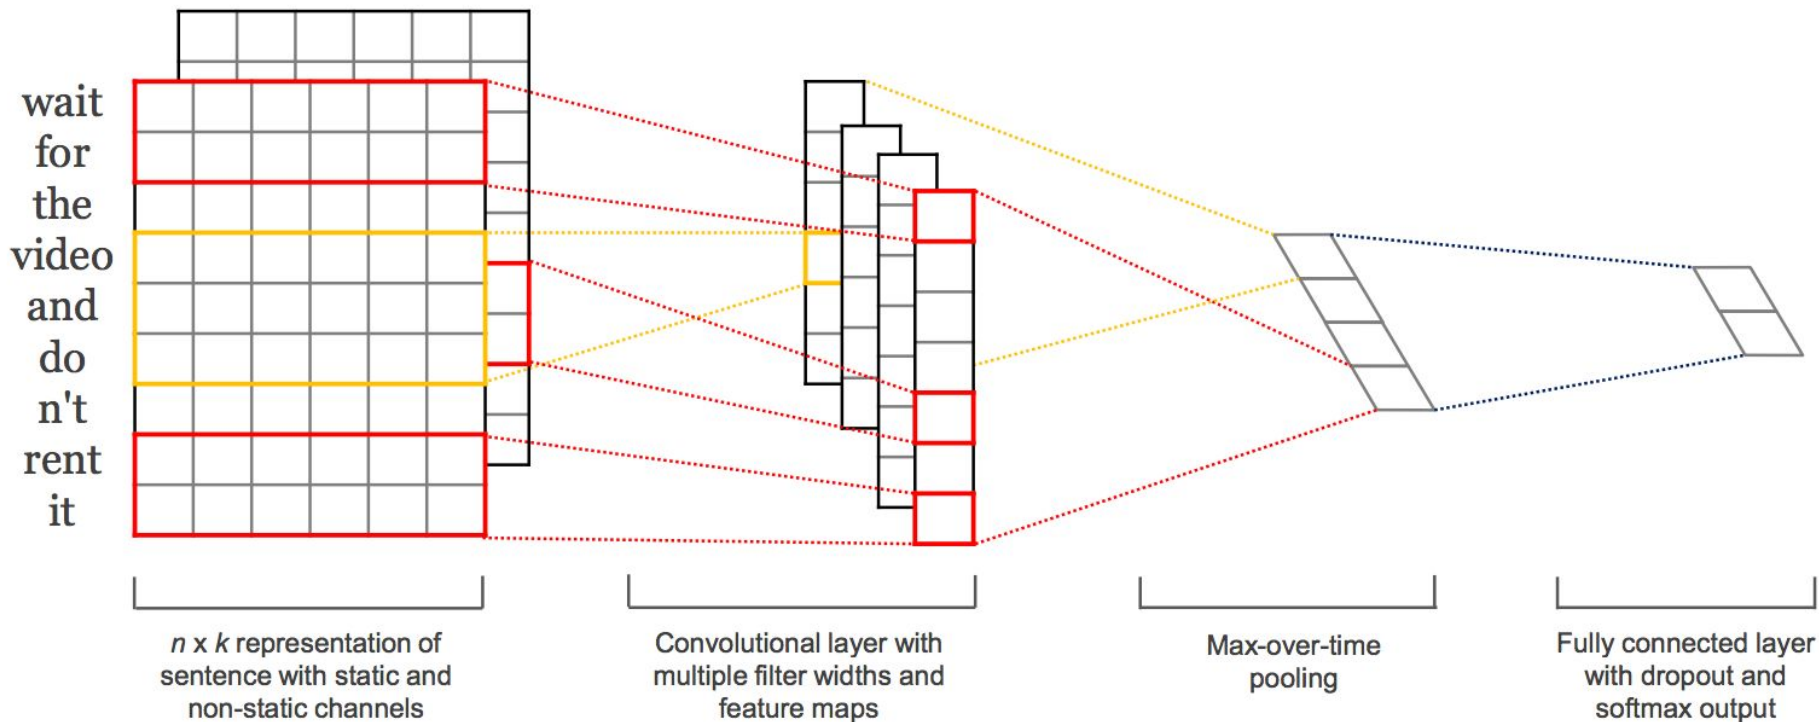 wait
for
the
video
and
do
n't
rent
it
n x k representation of
sentence with static and
non-static channels
Convolutional layer with
multiple filter widths and
feature maps
Max-over-time
pooling
Fully connected layer
with dropout and
softmax output